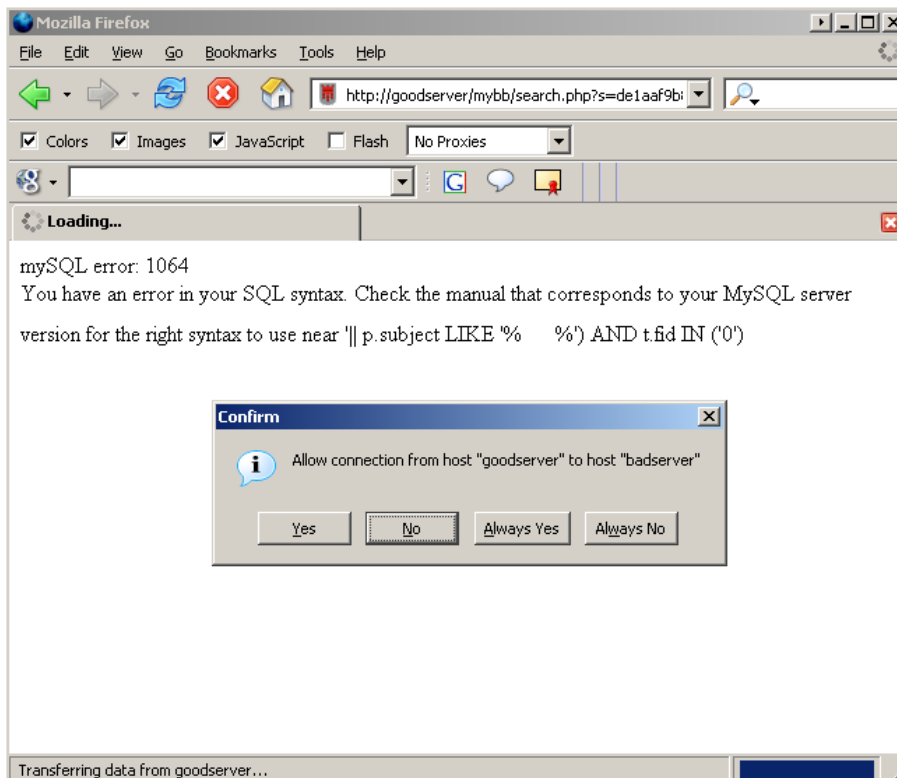 Mozilla Firefox
File Edit View Go Bookmarks Tools Help
http://goodserver/mybb/search.php?s=de1aaf9b
Colors Images JavaScript Flash No Proxies
G
Loading...
mySQL error: 1064
You have an error in your SQL syntax. Check the manual that corresponds to your MySQL server
version for the right syntax to use near '|| p.subject LIKE '% %') AND t.fid IN ('0')
Confirm
Allow connection from host "goodserver" to host "badserver"
Yes No Always Yes Always No
Transferring data from goodserver...